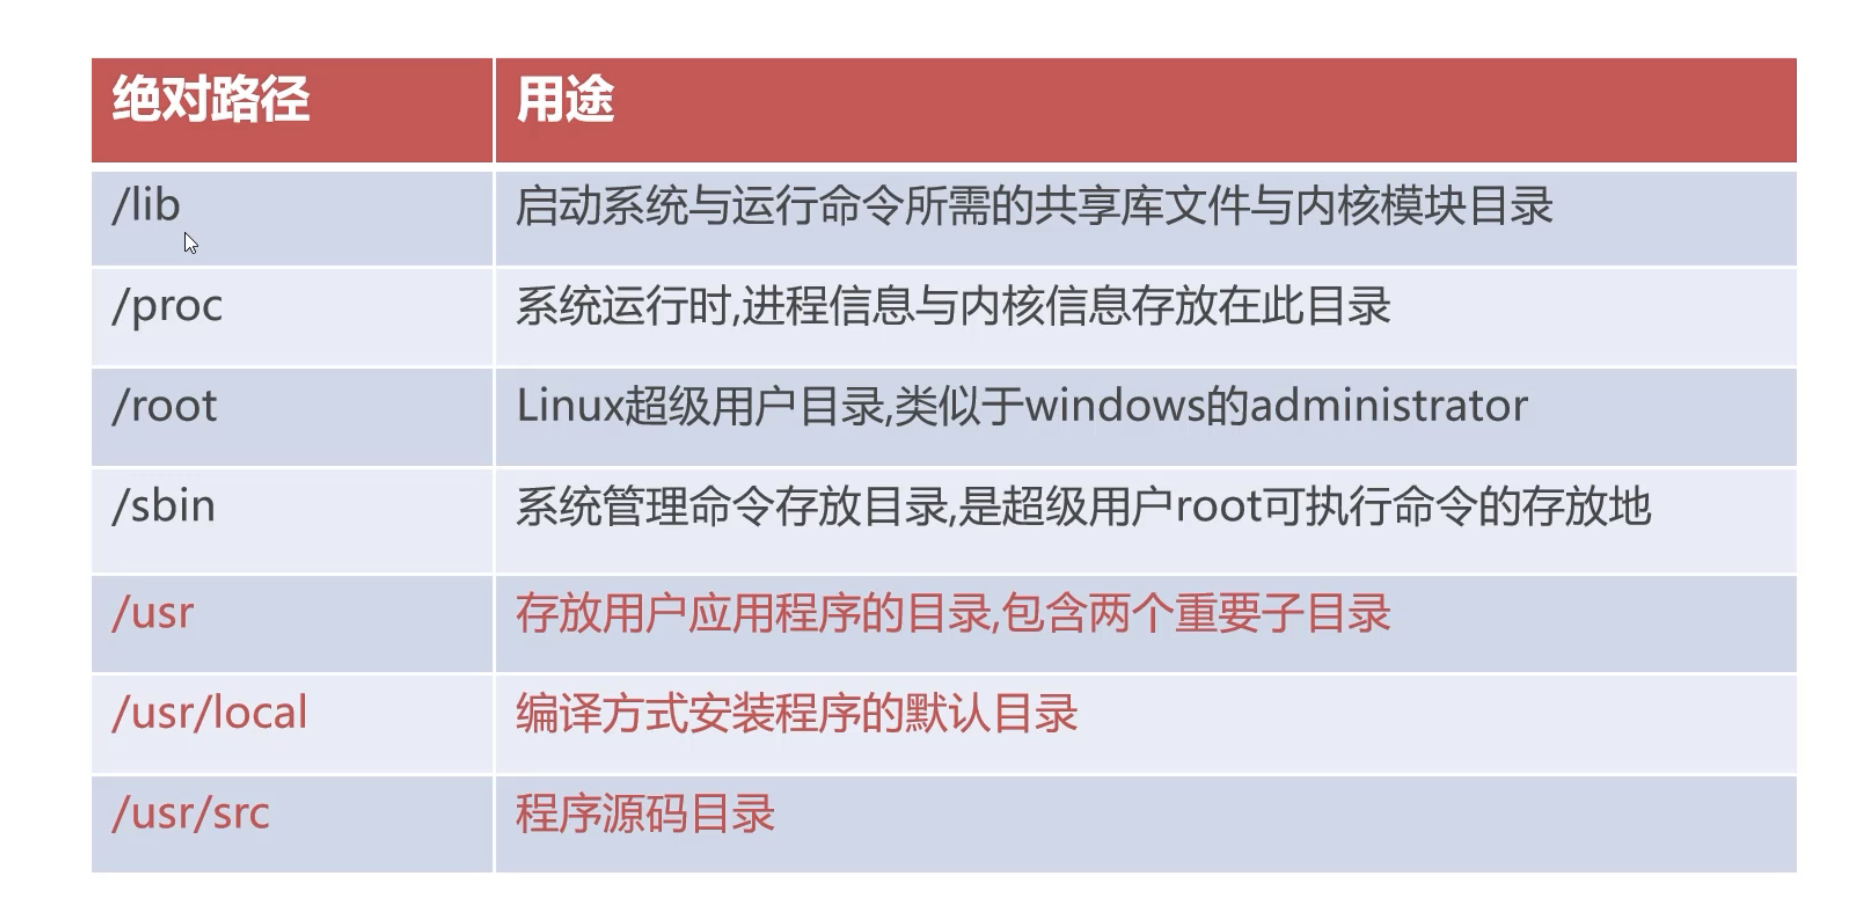 绝对路径 用途
/lib 启动系统与运行命令所需的共享库文件与内核模块目录
/proc 系统运行时,进程信息与内核信息存放在此目录
/root Linux超级用户目录,类似于windows的administrator
/sbin 系统管理命令存放目录,是超级用户root可执行命令的存放地
/usr 存放用户应用程序的目录,包含两个重要子目录
/usr/local 编译方式安装程序的默认目录
/usr/src 程序源码目录